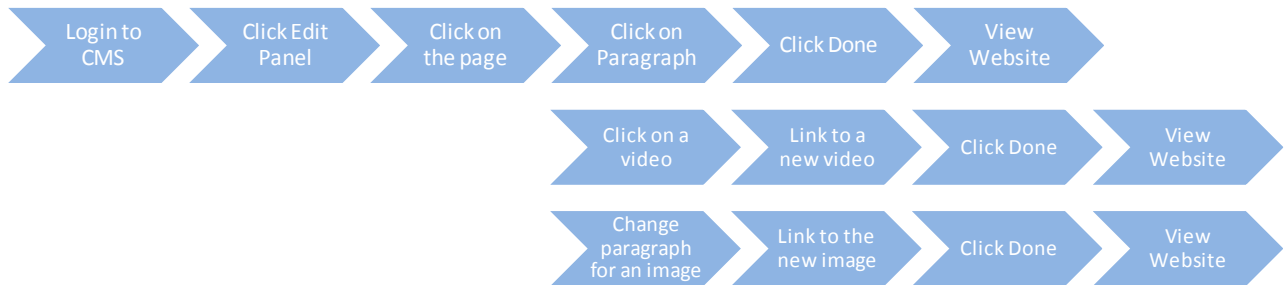 Login to
CMS
Click Edit
Panel
Click on
the page
Click on
Paragraph
Click Done
View
Website
Click on a
video
Link to a
new video
Click Done
View
Website
Change
paragraph
for an image
Link to the
new image
Click Done
View
Website